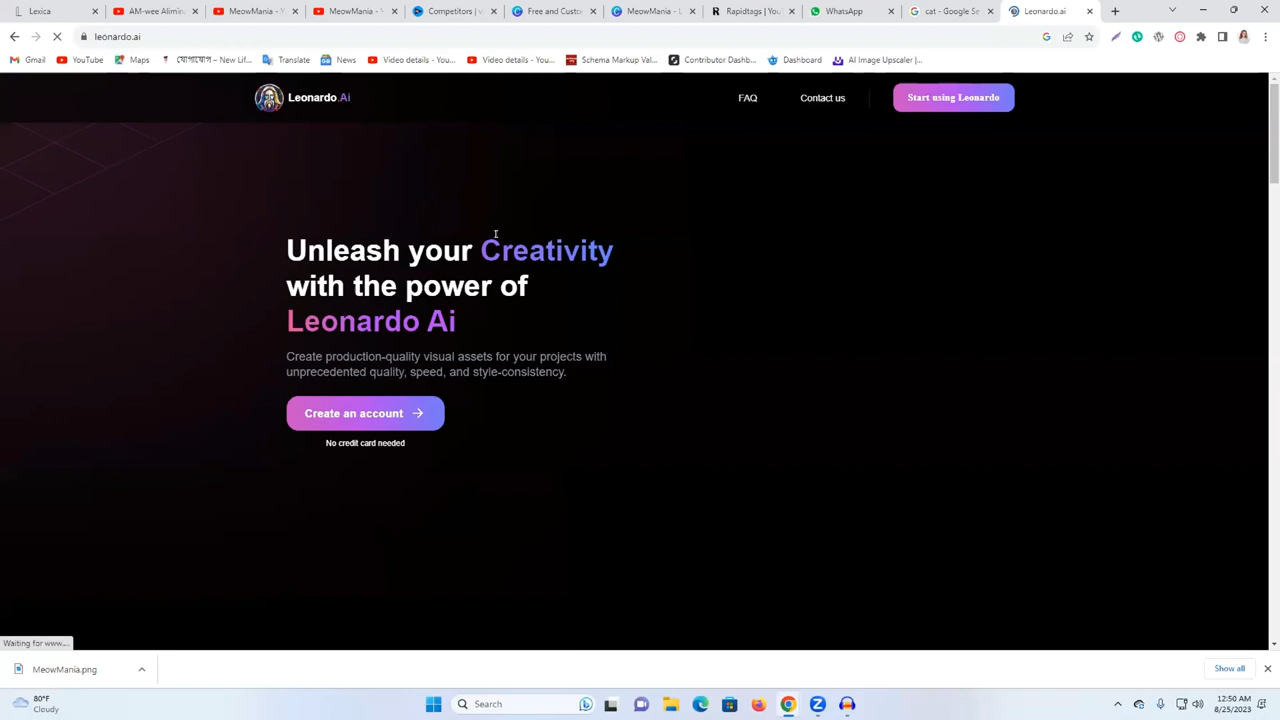 Lexica
AM-wee Alimin
MeowMania - Y
MeowMania - Y
Competitors | v
Free and Custo
MeowMania - L
Rapidtags | You
WhatsApp
cat - Google Se
Leonardo.ai
leonardo.ai
Gmail
YouTube
Maps
যোগাযোগ – New Lif...
Translate
News
Video details - You...
Video details - You...
Schema Markup Val...
Contributor Dashb...
Dashboard
AI Image Upscaler |...
Leonardo.Ai
FAQ
Contact us
Start using Leonardo
Unleash your Creativity
with the power of
Leonardo Ai
Create production-quality visual assets for your projects with
unprecedented quality, speed, and style-consistency.
Create an account →
No credit card needed
Waiting for www....
MeowMania.png
Show all
80°F
Cloudy
Search
12:50 AM
8/25/2023